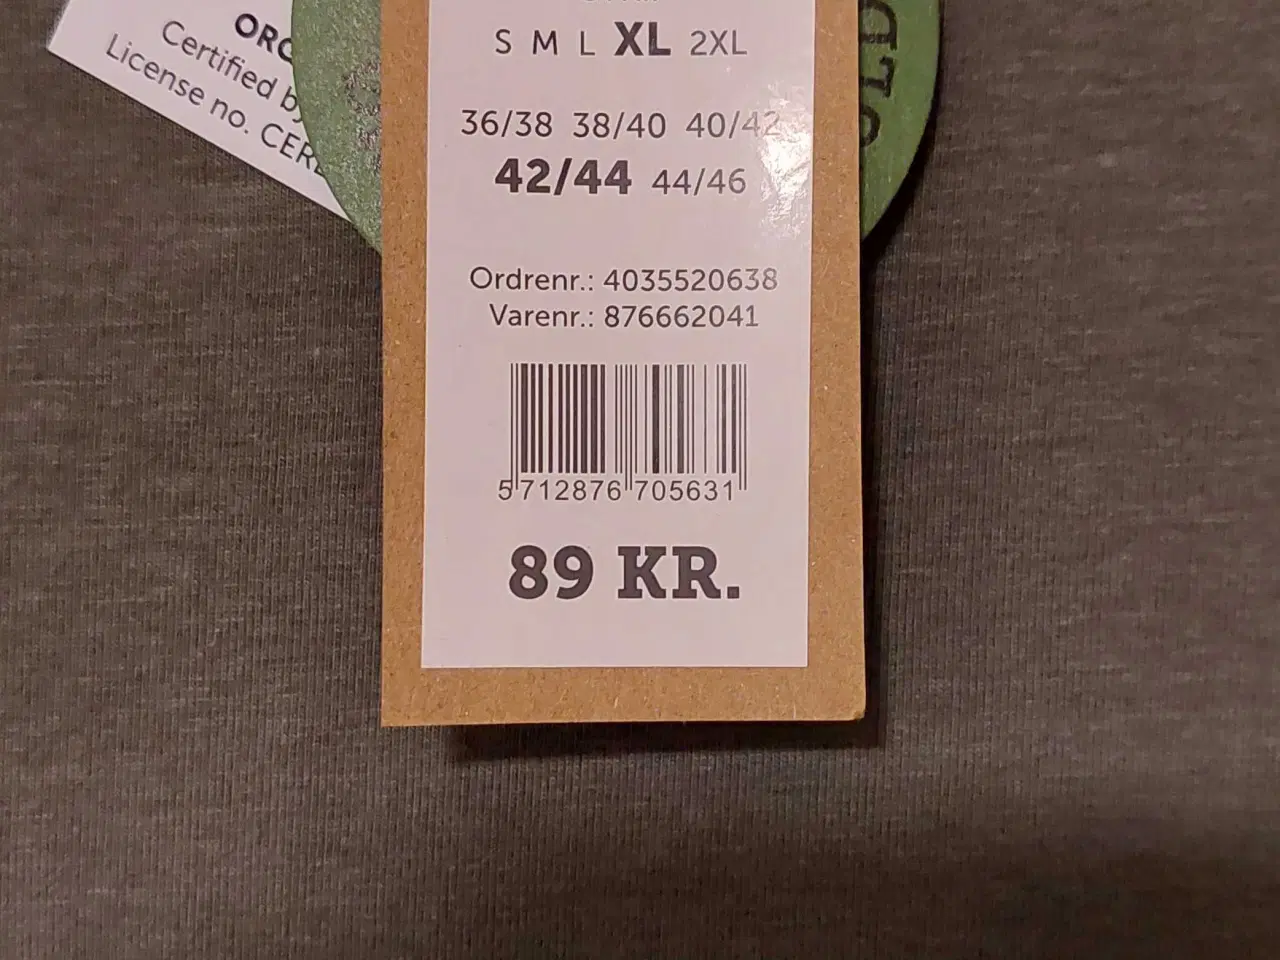 ORG
Certified by
License no. CER
S M L XL 2XL
36/38 38/40 40/42
42/44 44/46
Ordrenr.: 4035520638
Varenr.: 876662041
5 712876 705631
89 KR.